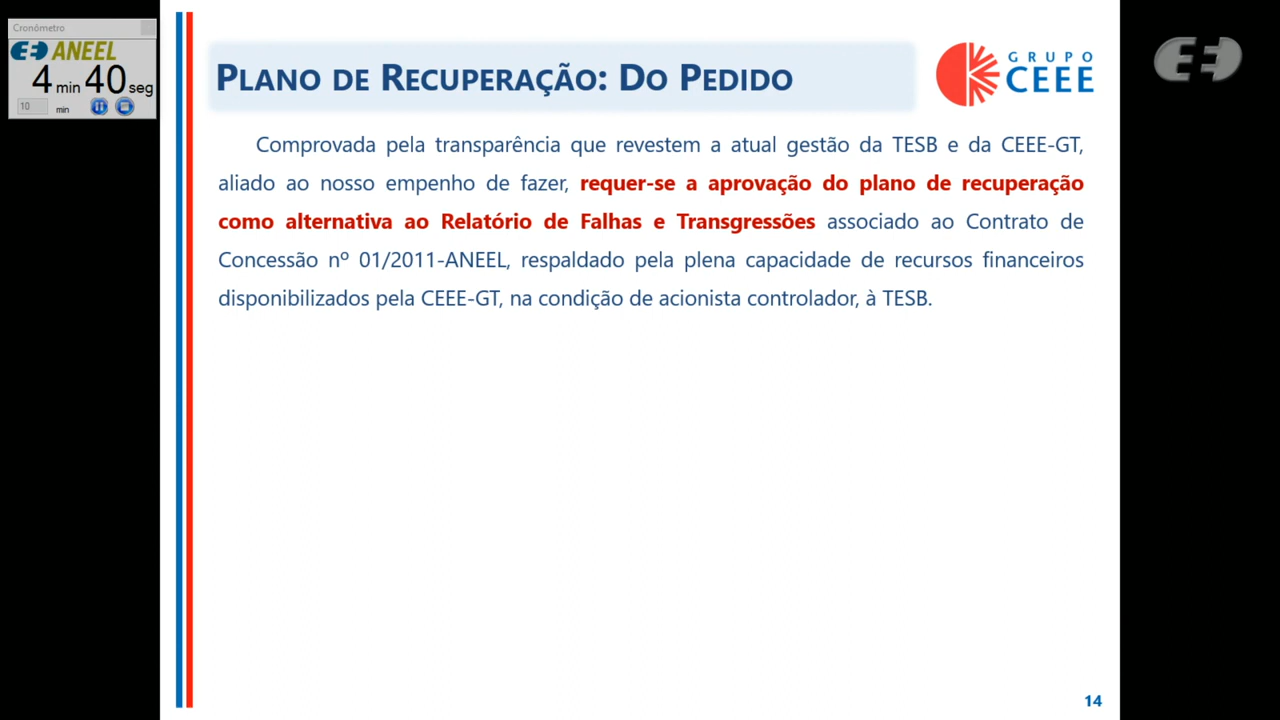 Cronômetro
ANEEL
4 min 40 seg
10 min
PLANO DE RECUPERAÇÃO: DO PEDIDO
GRUPO
CEEE
Comprovada pela transparência que revestem a atual gestão da TESB e da CEEE-GT,
aliado ao nosso empenho de fazer, requer-se a aprovação do plano de recuperação
como alternativa ao Relatório de Falhas e Transgressões associado ao Contrato de
Concessão nº 01/2011-ANEEL, respaldado pela plena capacidade de recursos financeiros
disponibilizados pela CEEE-GT, na condição de acionista controlador, à TESB.
14